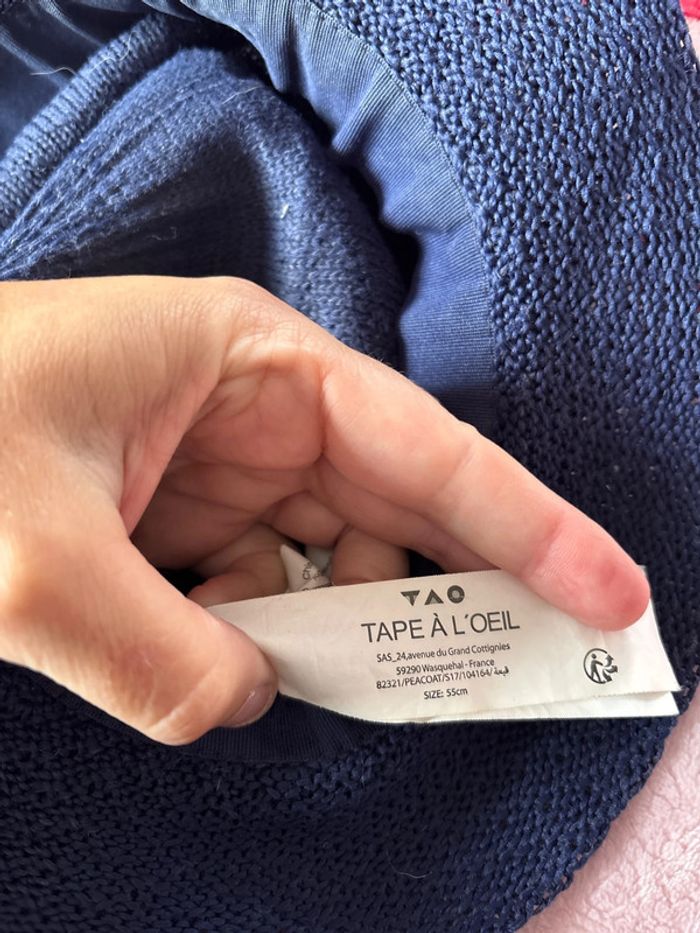 TAO
TAPE À L'OEIL
SAS_24,avenue du Grand Cottignies
59290 Wasquehal - France
82321/PEACOAT/S17/104164/ قبعة
SIZE: 55cm